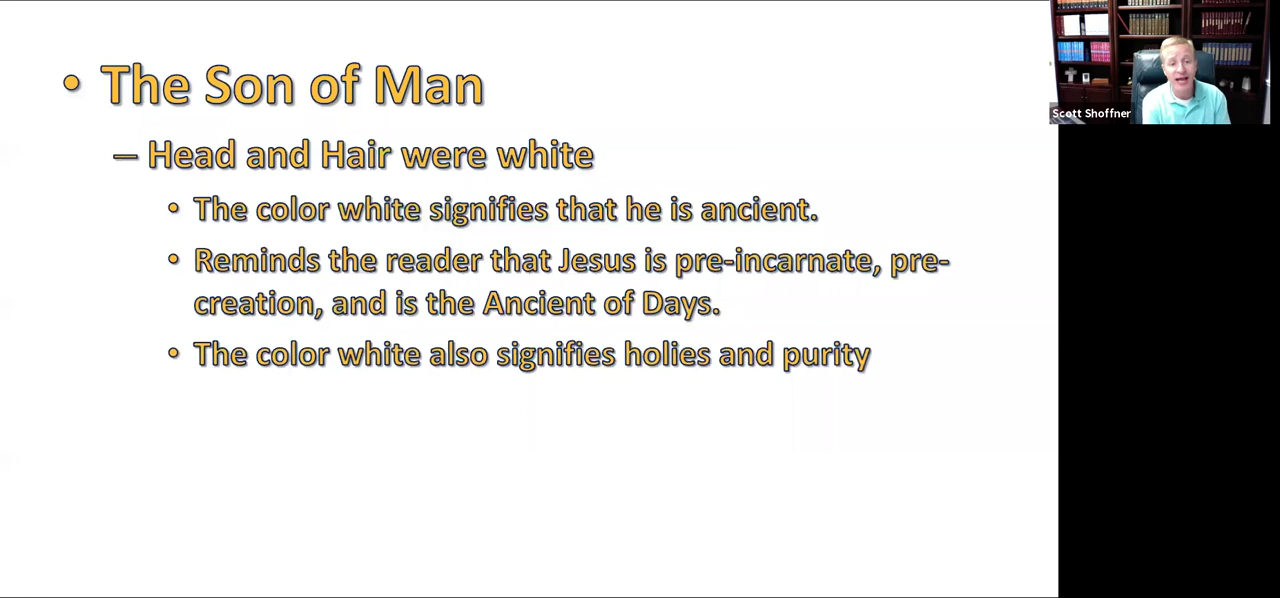 • The Son of Man
– Head and Hair were white
• The color white signifies that he is ancient.
• Reminds the reader that Jesus is pre-incarnate, pre-
creation, and is the Ancient of Days.
• The color white also signifies holies and purity
Scott Shoffner